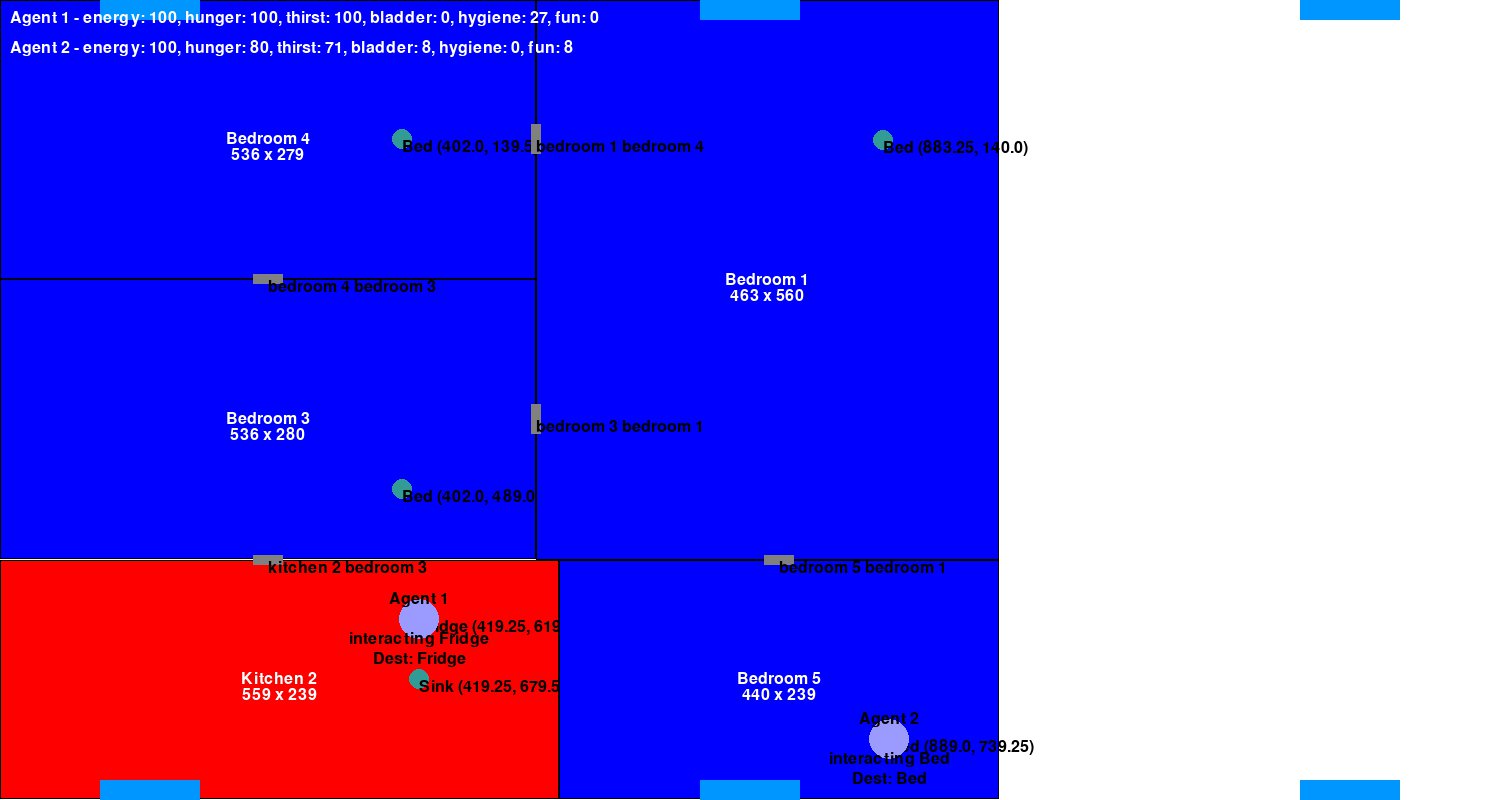 Agent 1 - energy: 100, hunger: 100, thirst: 100, bladder: 0, hygiene: 27, fun: 0
Agent 2 - energy: 100, hunger: 80, thirst: 71, bladder: 8, hygiene: 0, fun: 8
Bedroom 4
536 x 279
Bed (402.0, 139.5
bedroom 1 bedroom 4
Bed (883.25, 140.0)
bedroom 4 bedroom 3
Bedroom 1
463 x 560
Bedroom 3
536 x 280
bedroom 3 bedroom 1
Bed (402.0, 489.0
kitchen 2 bedroom 3
bedroom 5 bedroom 1
Agent 1
idge (419.25, 619
interacting Fridge
Dest: Fridge
Kitchen 2
559 x 239
Sink (419.25, 679.5
Bedroom 5
440 x 239
Agent 2
d (889.0, 739.25)
interacting Bed
Dest: Bed